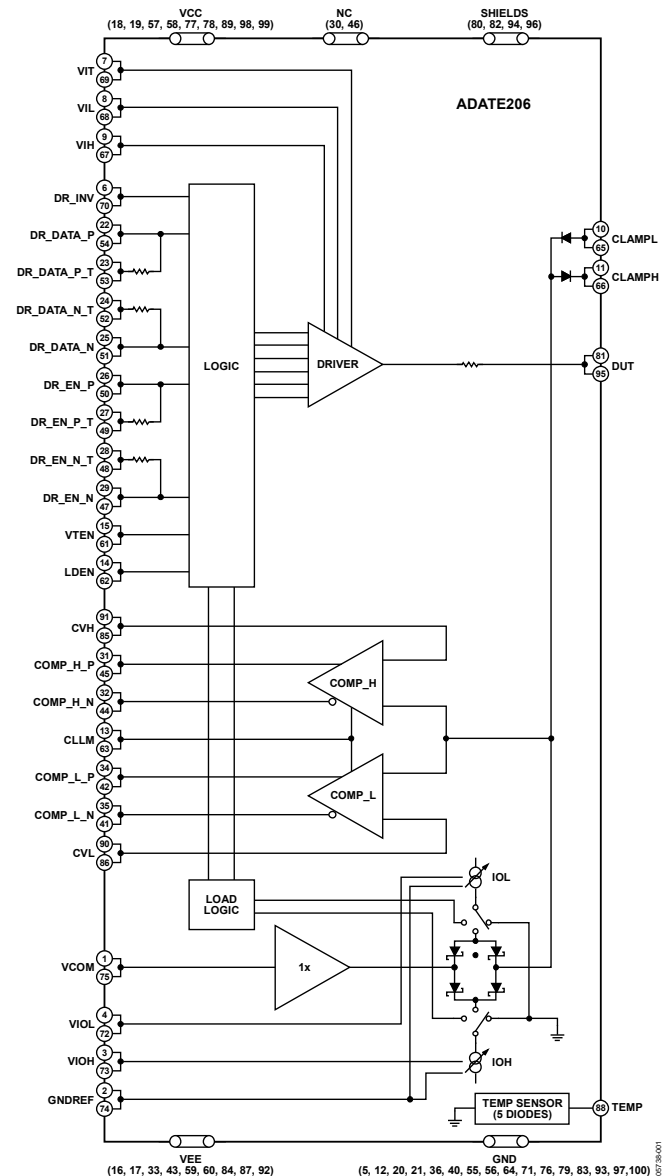 VCC
(18, 19, 57, 58, 77, 78, 89, 98, 99)
NC
(30, 46)
SHIELDS
(80, 82, 94, 96)
ADATE206
7
VIT
69
8
VIL
68
9
VIH
67
6
DR_INV
70
22
DR_DATA_P
54
23
DR_DATA_P_T
53
24
DR_DATA_N_T
52
25
DR_DATA_N
51
26
DR_EN_P
50
27
DR_EN_P_T
49
28
DR_EN_N_T
48
29
DR_EN_N
47
15
VTEN
61
14
LDEN
62
LOGIC
DRIVER
10
CLAMPL
65
11
CLAMPH
66
81
DUT
95
91
CVH
85
31
COMP_H_P
45
32
COMP_H_N
44
13
CLLM
63
34
COMP_L_P
42
35
COMP_L_N
41
90
CVL
86
COMP_H
COMP_L
LOAD
LOGIC
IOL
1
VCOM
75
1x
4
VIOL
72
3
VIOH
73
2
GNDREF
74
IOH
TEMP SENSOR
(5 DIODES)
88 TEMP
VEE
(16, 17, 33, 43, 59, 60, 84, 87, 92)
GND
(5, 12, 20, 21, 36, 40, 55, 56, 64, 71, 76, 79, 83, 93, 97,100)
05738-001